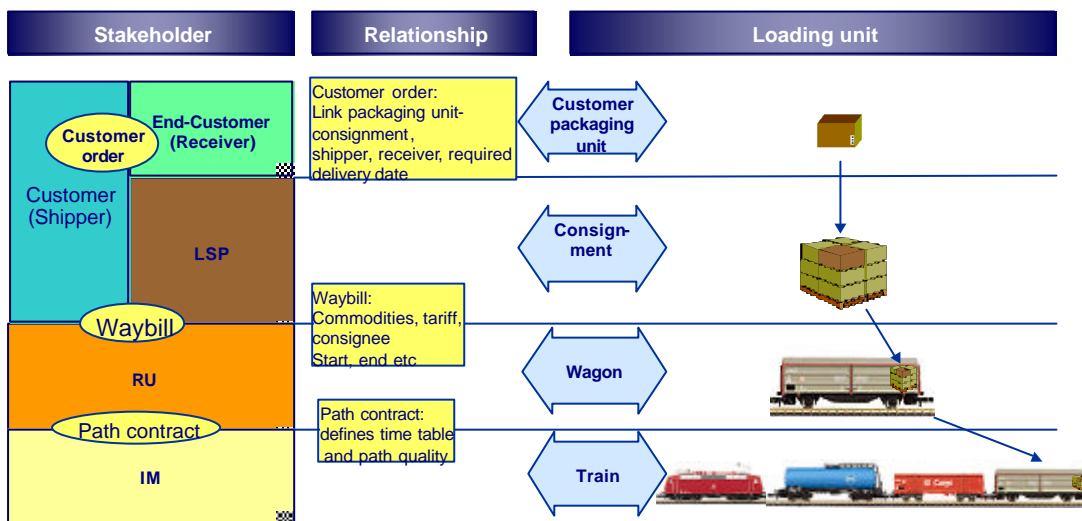 Stakeholder
Relationship
Loading unit
Customer
order
End-Customer
(Receiver)
Customer
(Shipper)
LSP
Waybill
RU
Path contract
IM
Customer order:
Link packaging unit-
consignment,
shipper, receiver, required
delivery date
Waybill:
Commodities, tariff,
consignee
Start, end etc
Path contract:
defines time table
and path quality
Customer
packaging
unit
Consign-
ment
Wagon
Train
Cargo